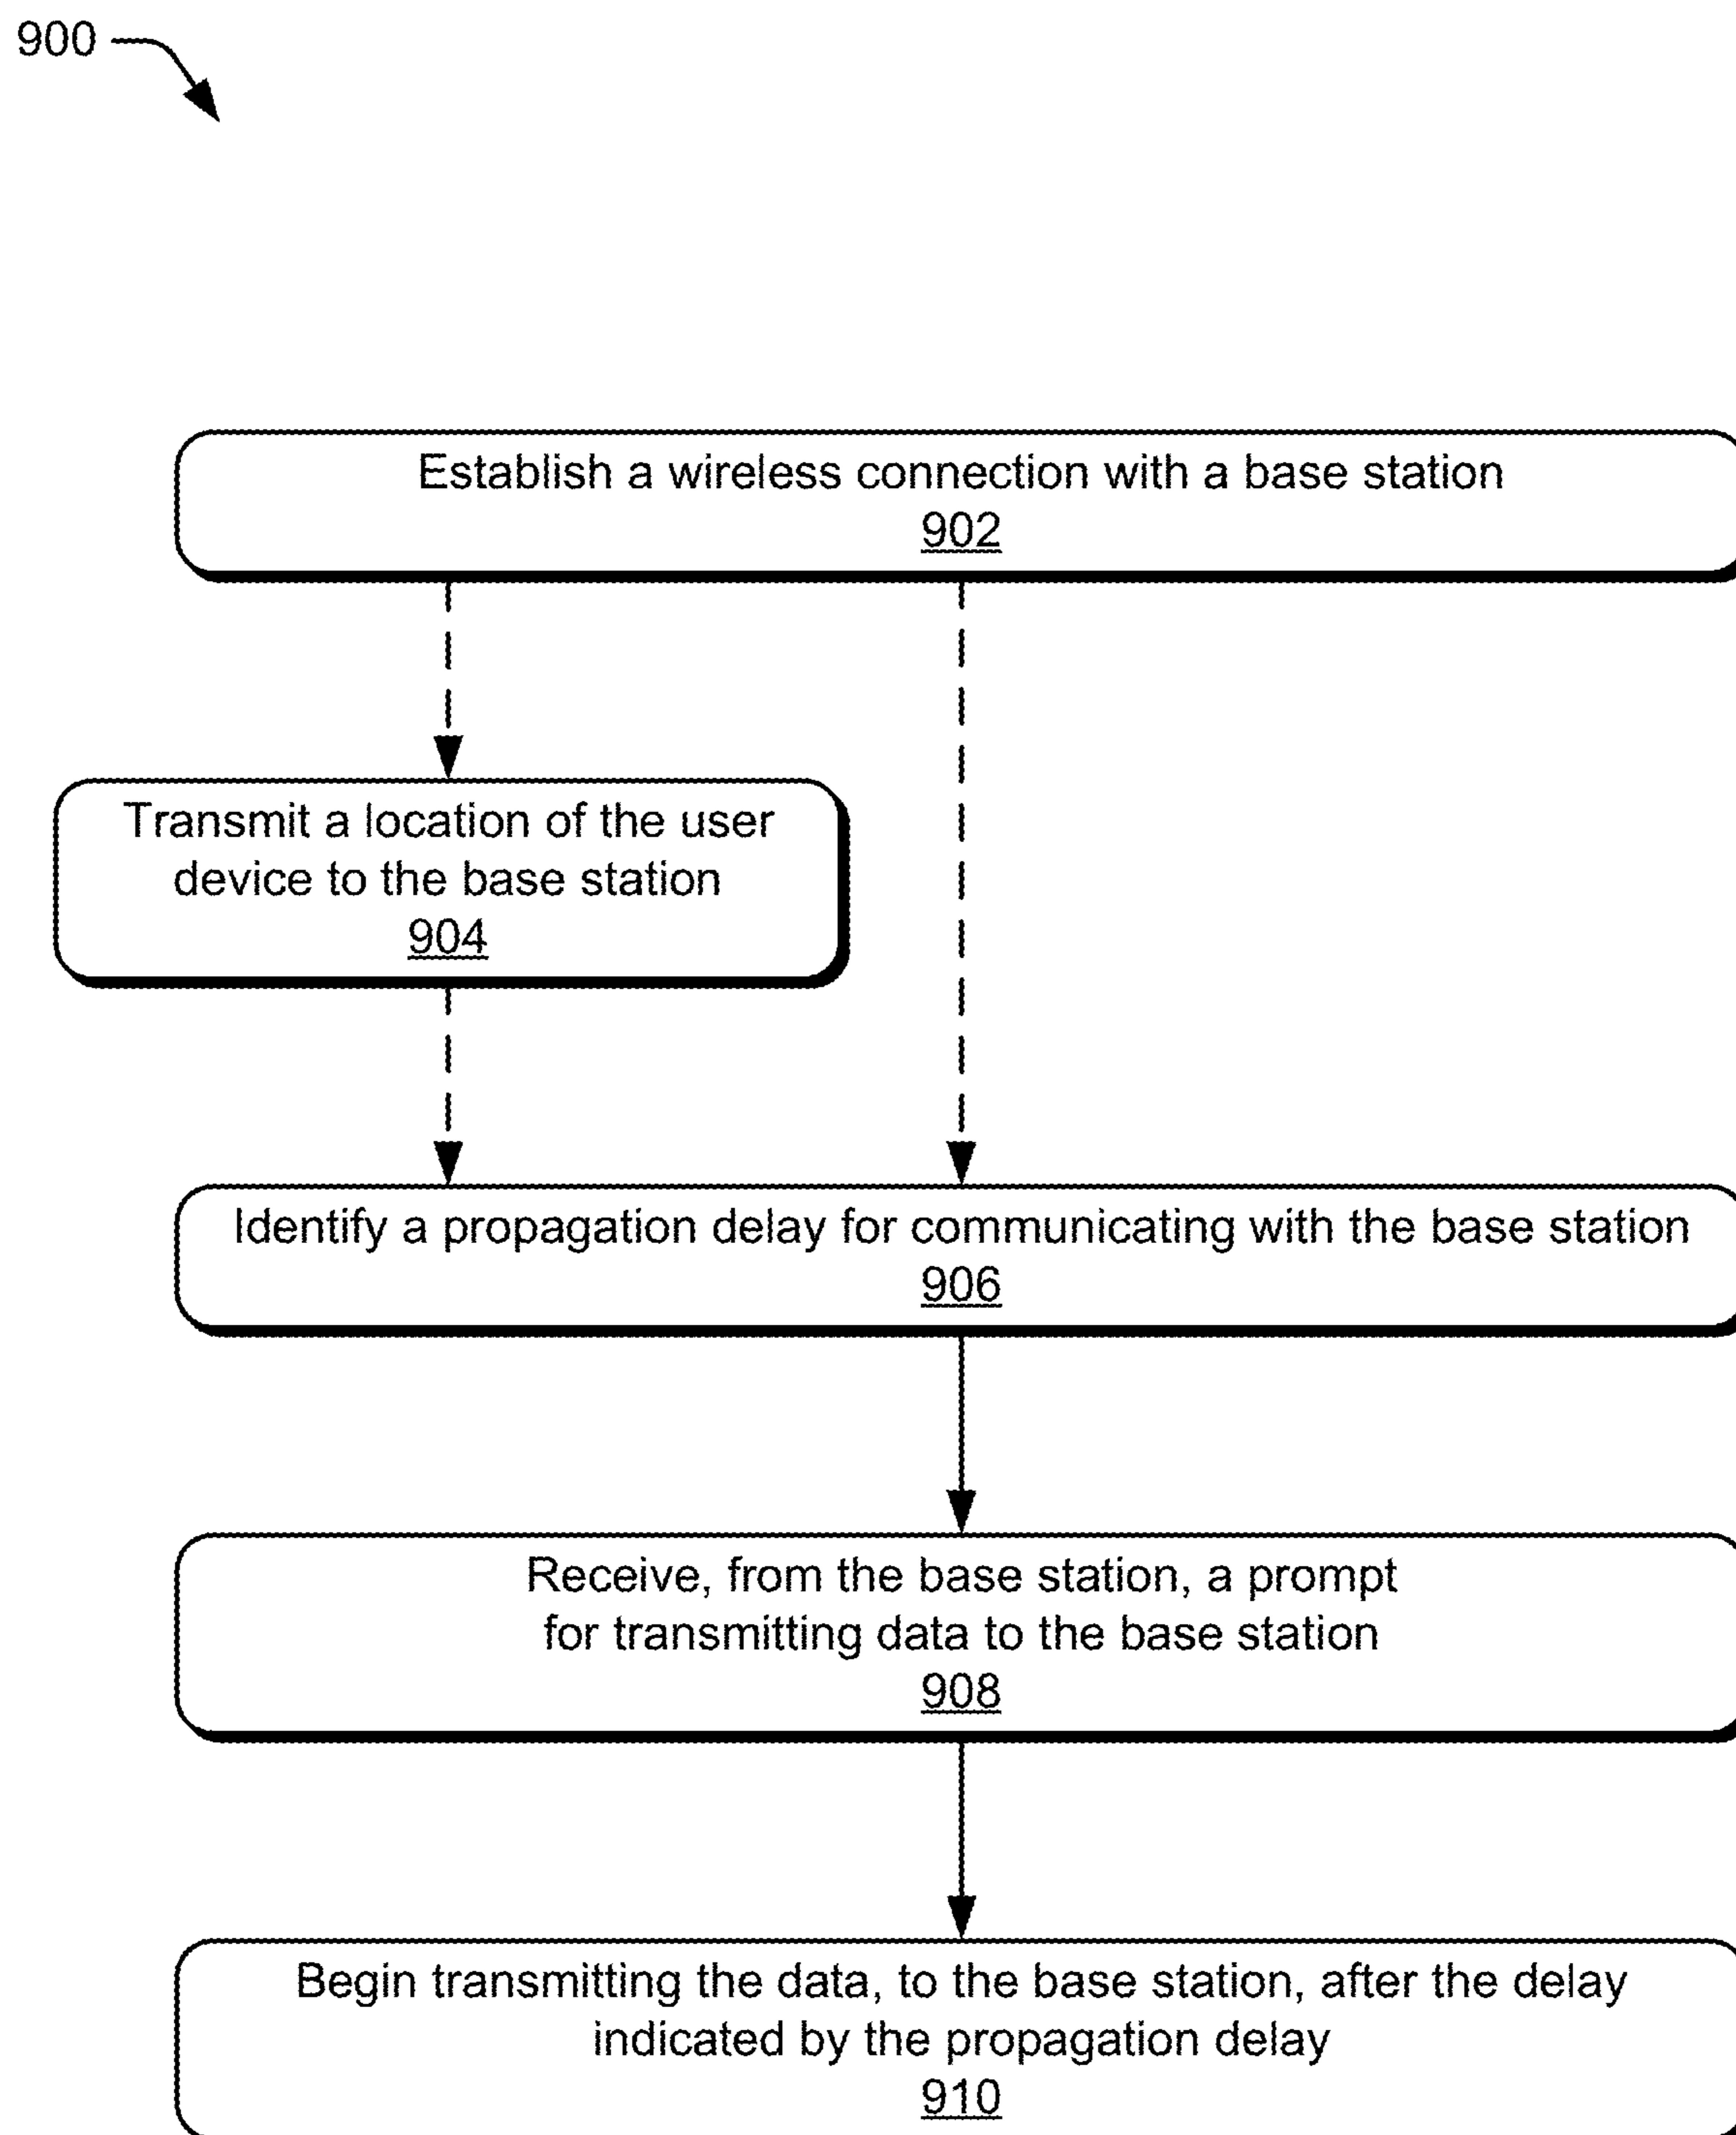 900
Establish a wireless connection with a base station
902
Transmit a location of the user
device to the base station
904
Identify a propagation delay for communicating with the base station
906
Receive, from the base station, a prompt
for transmitting data to the base station
908
Begin transmitting the data, to the base station, after the delay
indicated by the propagation delay
910